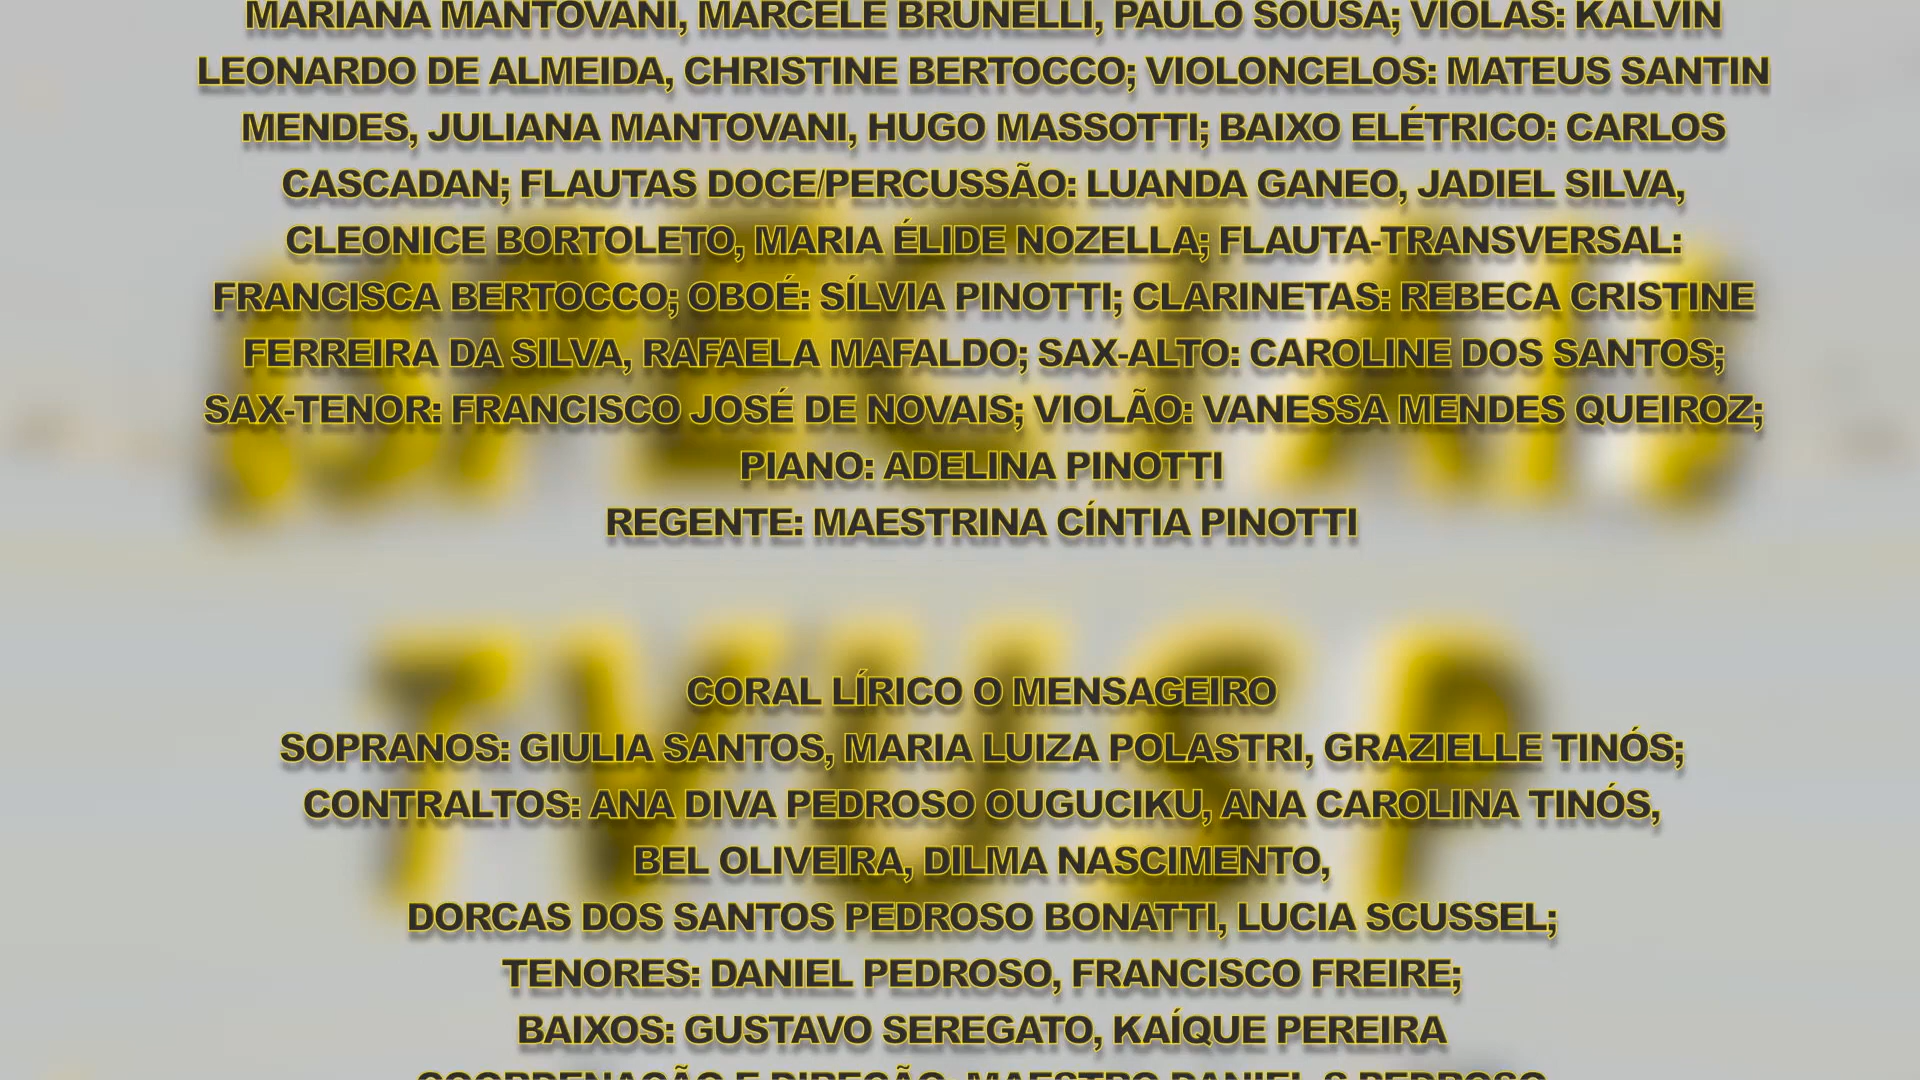 MARIANA MANTOVANI, MARCELE BRUNELLI, PAULO SOUSA; VIOLAS: KALVIN
LEONARDO DE ALMEIDA, CHRISTINE BERTOCCO; VIOLONCELOS: MATEUS SANTIN
MENDES, JULIANA MANTOVANI, HUGO MASSOTTI; BAIXO ELÉTRICO: CARLOS
CASCADAN; FLAUTAS DOCE/PERCUSSÃO: LUANDA GANEO, JADIEL SILVA,
CLEONICE BORTOLETO, MARIA ÉLIDE NOZELLA; FLAUTA-TRANSVERSAL:
FRANCISCA BERTOCCO; OBOÉ: SÍLVIA PINOTTI; CLARINETAS: REBECA CRISTINE
FERREIRA DA SILVA, RAFAELA MAFALDO; SAX-ALTO: CAROLINE DOS SANTOS;
SAX-TENOR: FRANCISCO JOSÉ DE NOVAIS; VIOLÃO: VANESSA MENDES QUEIROZ;
PIANO: ADELINA PINOTTI
REGENTE: MAESTRINA CÍNTIA PINOTTI
CORAL LÍRICO O MENSAGEIRO
SOPRANOS: GIULIA SANTOS, MARIA LUIZA POLASTRI, GRAZIELLE TINÓS;
CONTRALTOS: ANA DIVA PEDROSO OUGUCIKU, ANA CAROLINA TINÓS,
BEL OLIVEIRA, DILMA NASCIMENTO,
DORCAS DOS SANTOS PEDROSO BONATTI, LUCIA SCUSSEL;
TENORES: DANIEL PEDROSO, FRANCISCO FREIRE;
BAIXOS: GUSTAVO SEREGATO, KAÍQUE PEREIRA
COORDENAÇÃO E DIREÇÃO: MAESTRO DANIEL S PEDROSO
TVUSP